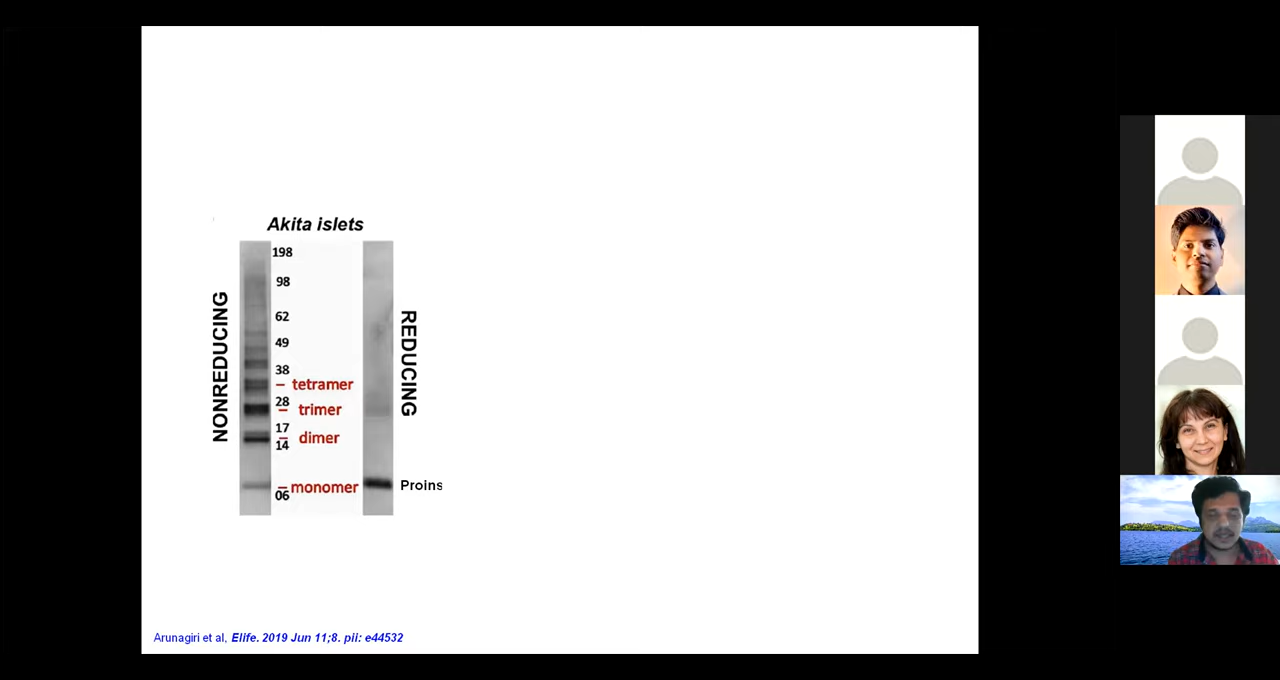 Akita islets
NONREDUCING
198
98
62
49
38
– tetramer
28
– trimer
17
– dimer
14
– monomer
06
REDUCING
Proins
Arunagiri et al, Elife. 2019 Jun 11;8. pii: e44532